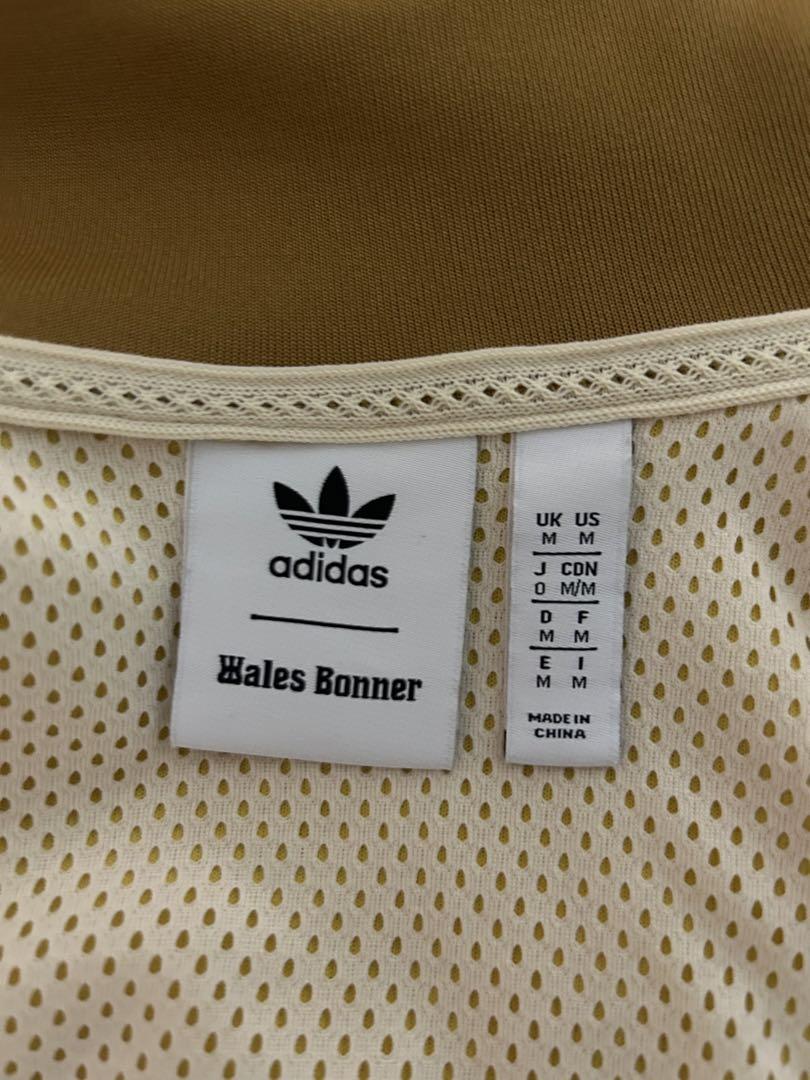 adidas
Wales Bonner
UK US
M M
J CDN
O M/M
D F
M M
E I
M M
MADE IN
CHINA